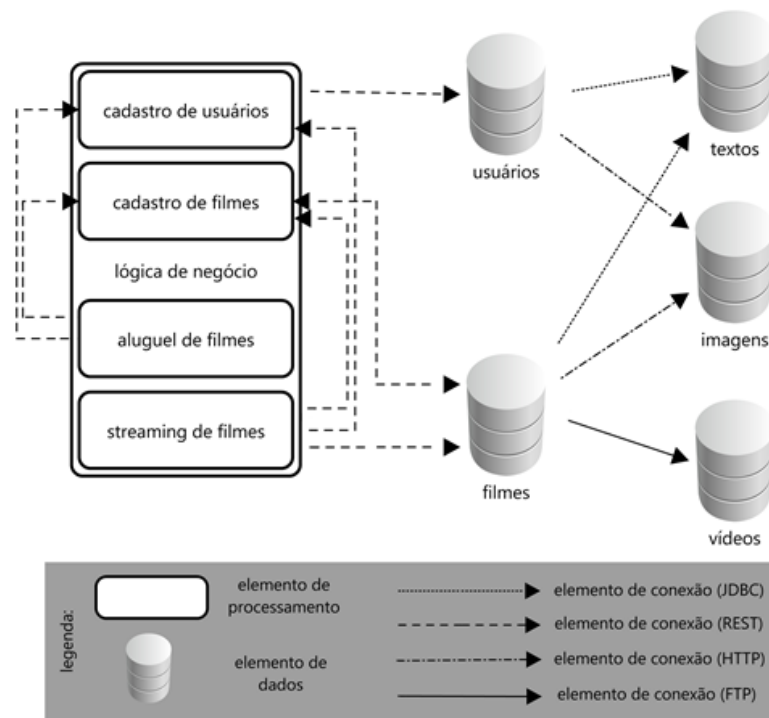 cadastro de usuários
cadastro de filmes
lógica de negócio
aluguel de filmes
streaming de filmes
usuários
filmes
textos
imagens
vídeos
legenda:
elemento de
processamento
elemento de
dados
elemento de conexão (JDBC)
elemento de conexão (REST)
elemento de conexão (HTTP)
elemento de conexão (FTP)